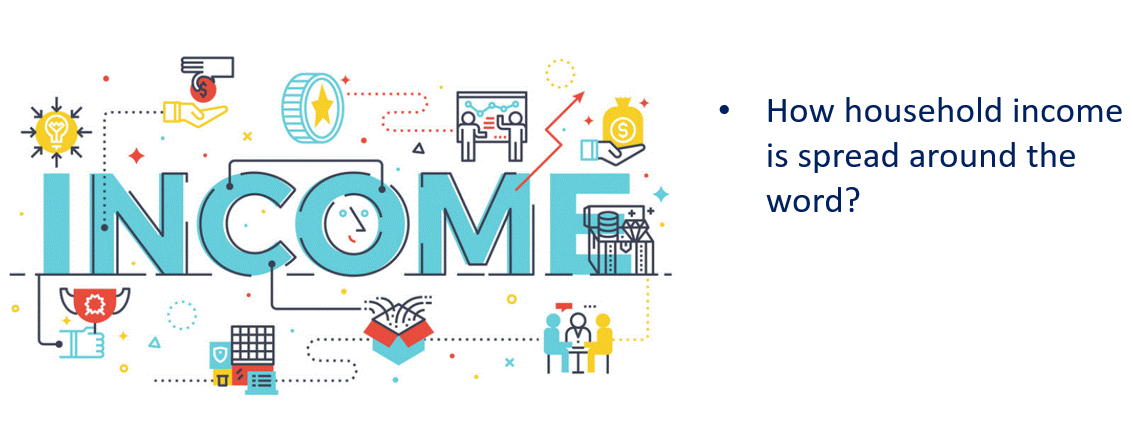 INCOME
• How household income
is spread around the
word?